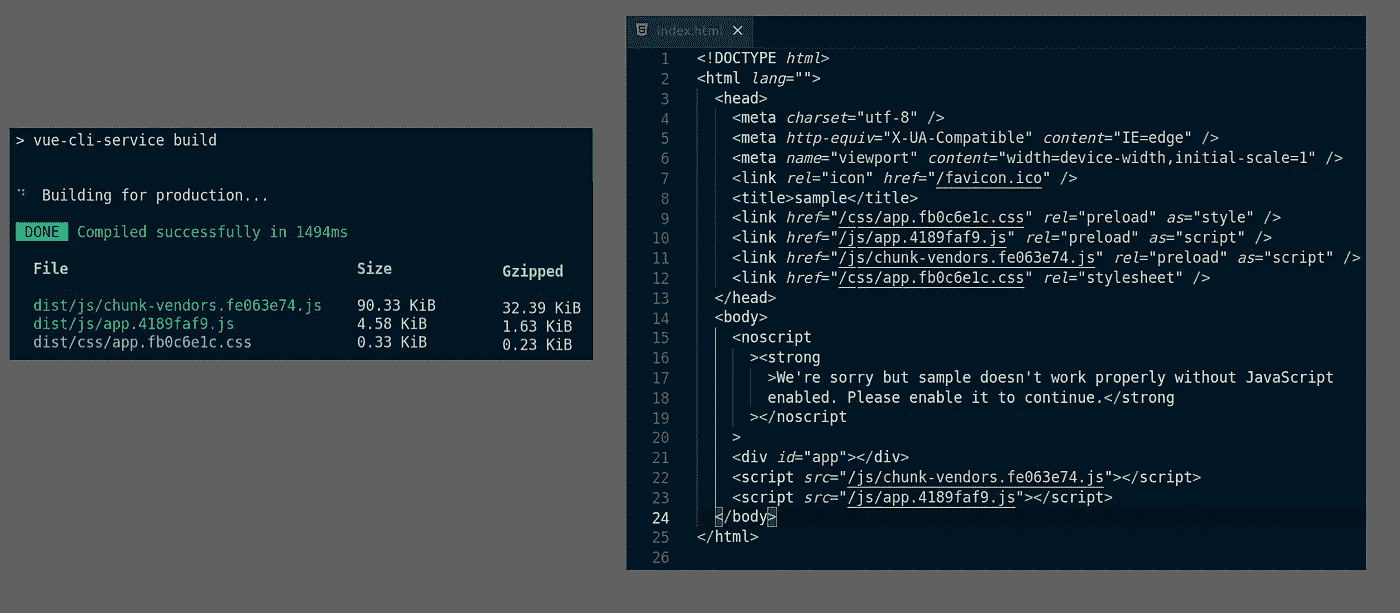 > vue-cli-service build
Building for production...
DONE Compiled successfully in 1494ms
File Size Gzipped
dist/js/chunk-vendors.fe063e74.js 90.33 KiB 32.39 KiB
dist/js/app.4189faf9.js 4.58 KiB 1.63 KiB
dist/css/app.fb0c6e1c.css 0.33 KiB 0.23 KiB
index.html ×
1 <!DOCTYPE html>
2 <html lang="">
3 <head>
4 <meta charset="utf-8" />
5 <meta http-equiv="X-UA-Compatible" content="IE=edge" />
6 <meta name="viewport" content="width=device-width,initial-scale=1" />
7 <link rel="icon" href="/favicon.ico" />
8 <title>sample</title>
9 <link href="/css/app.fb0c6e1c.css" rel="preload" as="style" />
10 <link href="/js/app.4189faf9.js" rel="preload" as="script" />
11 <link href="/js/chunk-vendors.fe063e74.js" rel="preload" as="script" />
12 <link href="/css/app.fb0c6e1c.css" rel="stylesheet" />
13 </head>
14 <body>
15 <noscript
16 ><strong
17 >We're sorry but sample doesn't work properly without JavaScript
18 enabled. Please enable it to continue.</strong
19 ></noscript
20 >
21 <div id="app"></div>
22 <script src="/js/chunk-vendors.fe063e74.js"></script>
23 <script src="/js/app.4189faf9.js"></script>
24 </body>
25 </html>
26